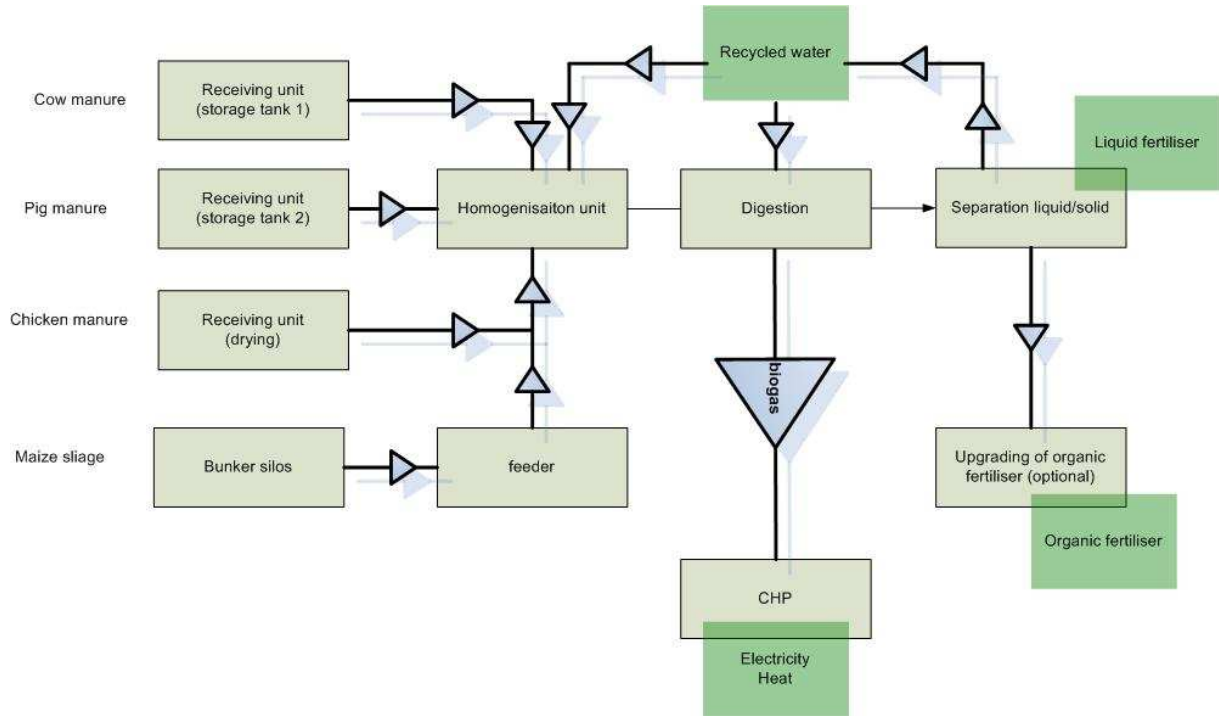 Cow manure
Receiving unit
(storage tank 1)
Recycled water
Liquid fertiliser
Pig manure
Receiving unit
(storage tank 2)
Homogenisaiton unit
Digestion
Separation liquid/solid
Chicken manure
Receiving unit
(drying)
biogas
Maize sliage
Bunker silos
feeder
Upgrading of organic
fertiliser (optional)
Organic fertiliser
CHP
Electricity
Heat